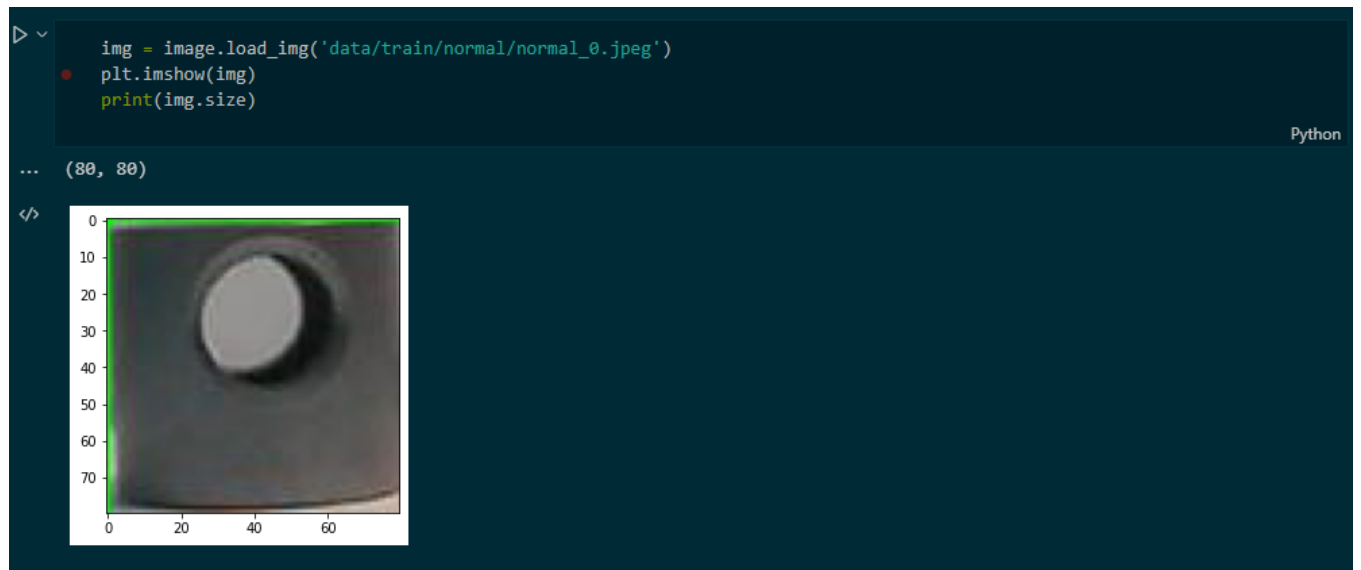 img = image.load_img('data/train/normal/normal_0.jpeg')
plt.imshow(img)
print(img.size)
Python
... (80, 80)
</>
0
10
20
30
40
50
60
70
0 20 40 60